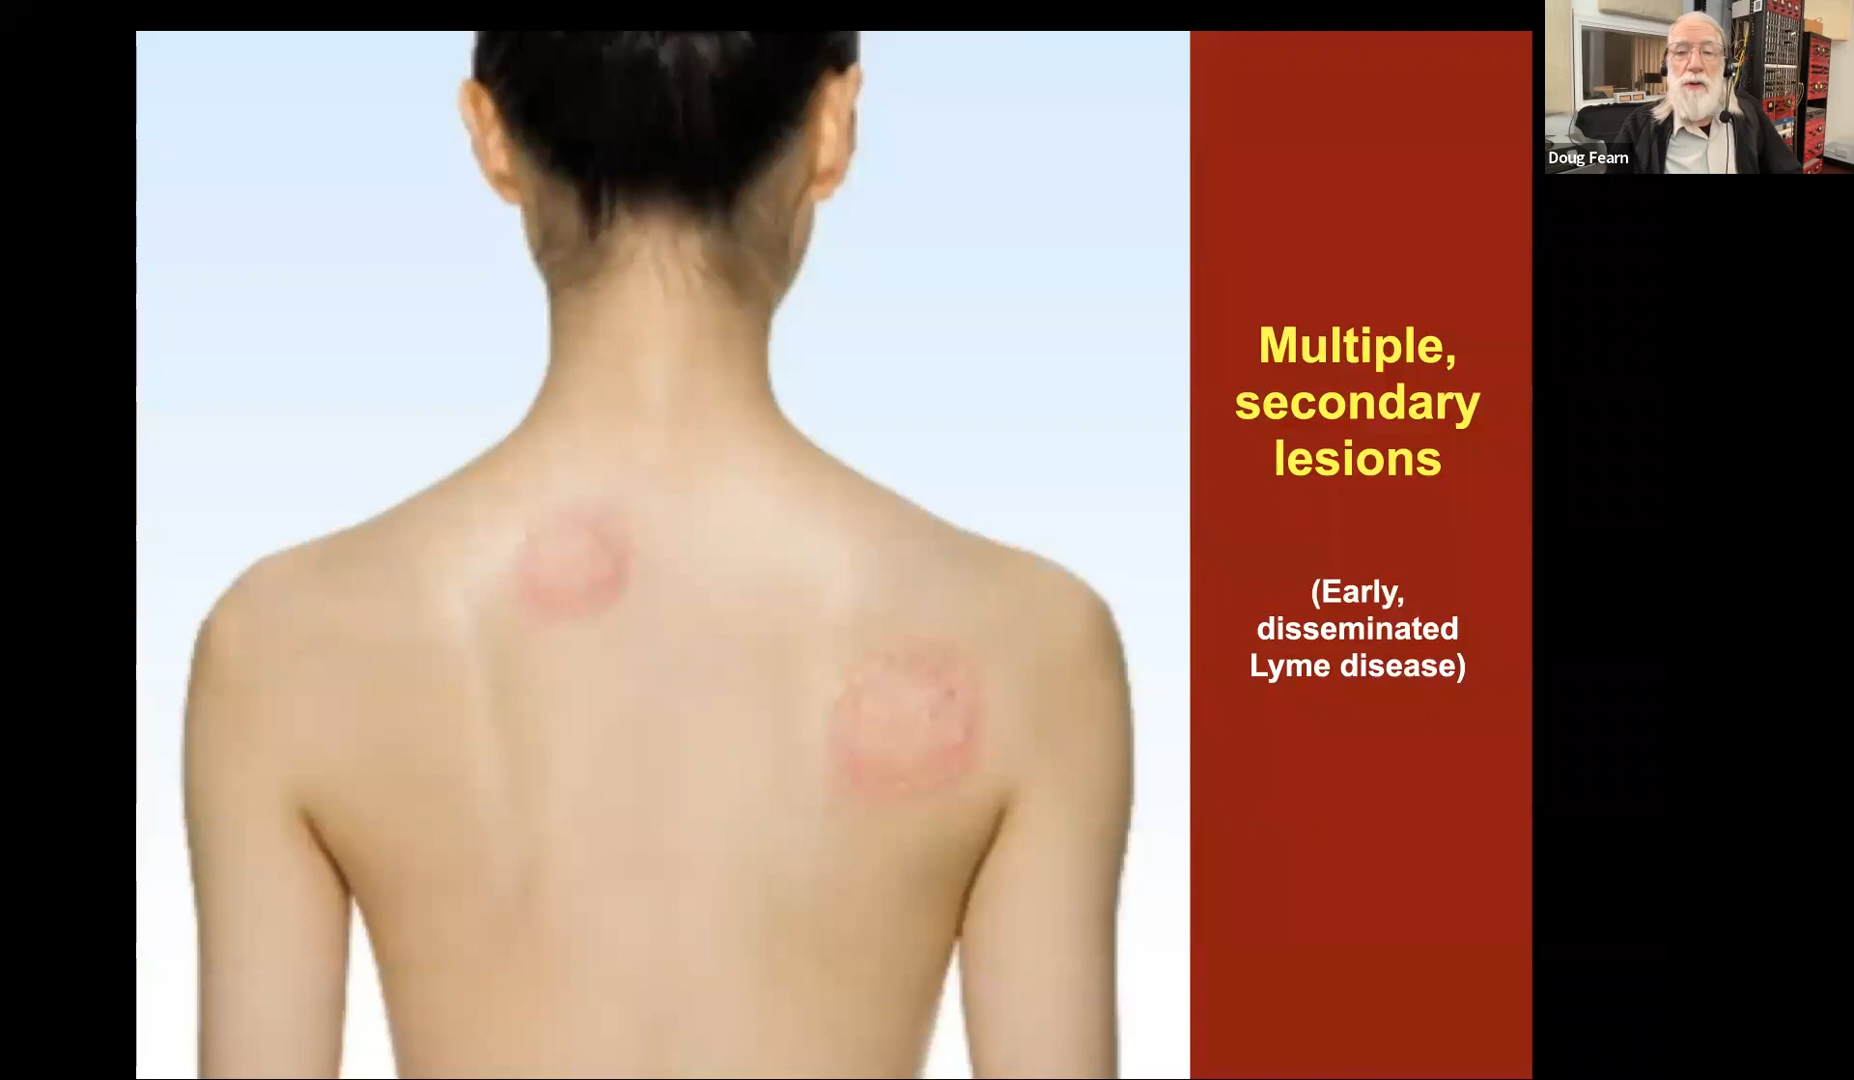 Multiple,
secondary
lesions
(Early,
disseminated
Lyme disease)
Doug Fearn